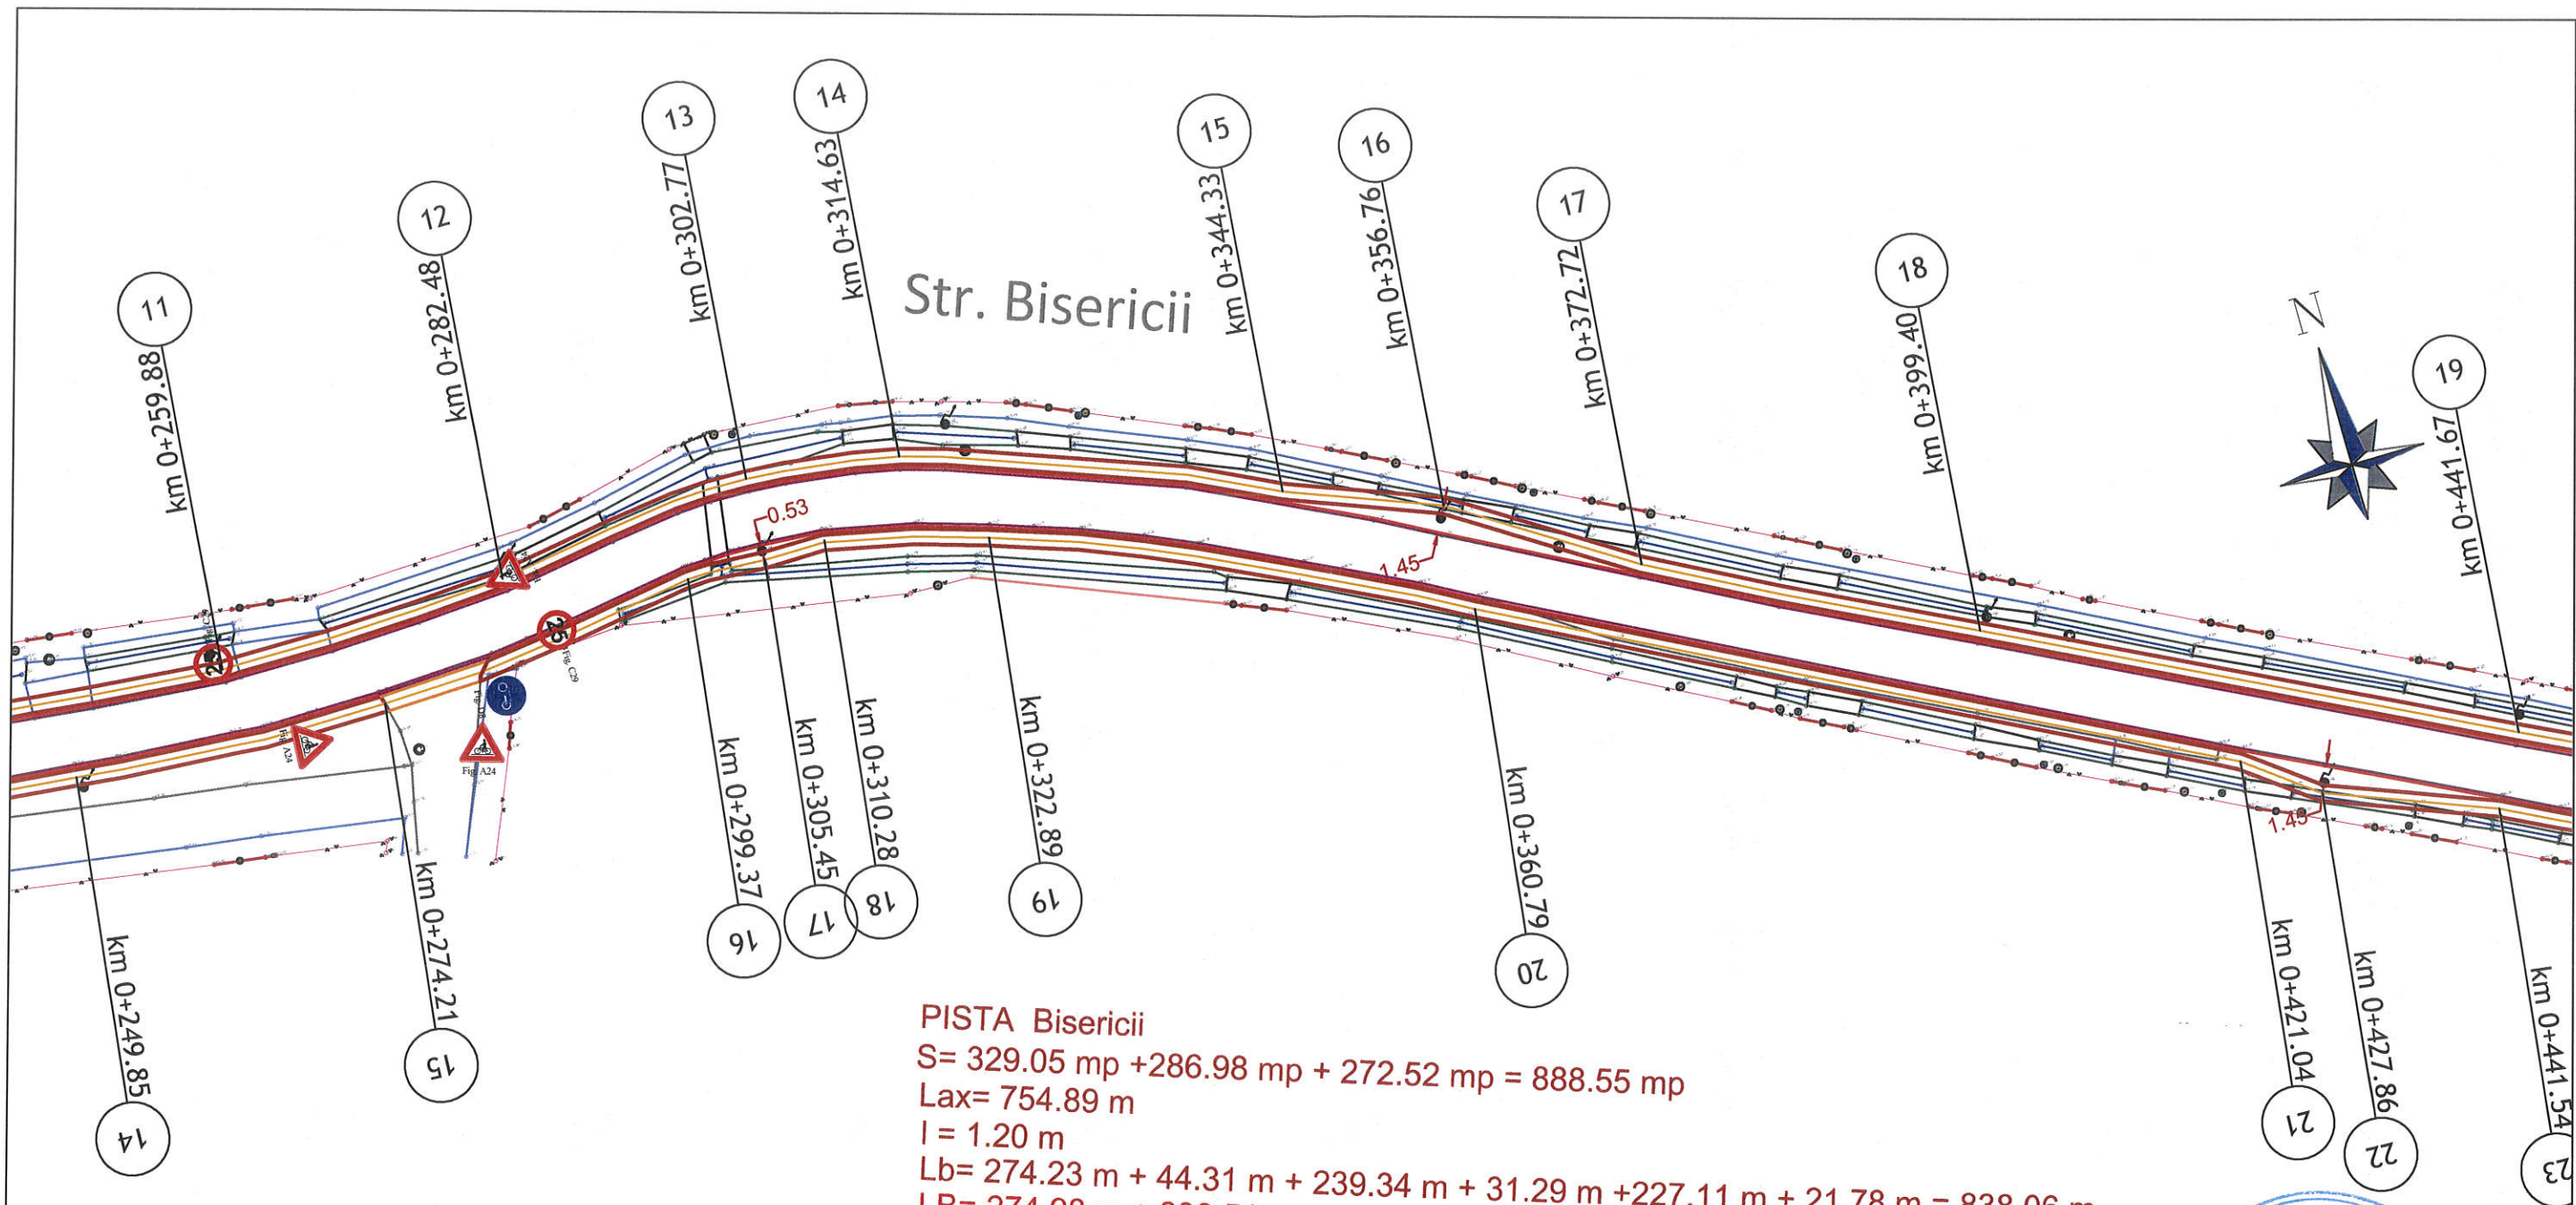 11
km 0+259.88
12
km 0+282.48
13
km 0+302.77
14
km 0+314.63
Str. Bisericii
15
km 0+344.33
16
km 0+356.76
17
km 0+372.72
18
km 0+399.40
N
19
km 0+441.67
0.53
1.45
25
Fig. C29
Fig. A24
Fig. A24
1.45
14
km 0+249.85
15
km 0+274.21
16
km 0+299.37
17
km 0+305.45
18
km 0+310.28
19
km 0+322.89
20
km 0+360.79
21
km 0+421.04
22
km 0+427.86
23
km 0+441.54
PISTA Bisericii
S= 329.05 mp +286.98 mp + 272.52 mp = 888.55 mp
Lax= 754.89 m
l = 1.20 m
Lb= 274.23 m + 44.31 m + 239.34 m + 31.29 m +227.11 m + 21.78 m = 838.06 m